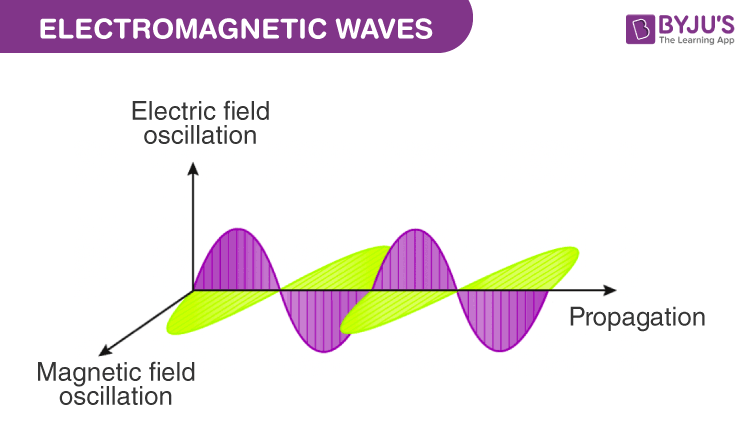 ELECTROMAGNETIC WAVES
BYJU'S
The Learning App
Electric field
oscillation
Propagation
Magnetic field
oscillation